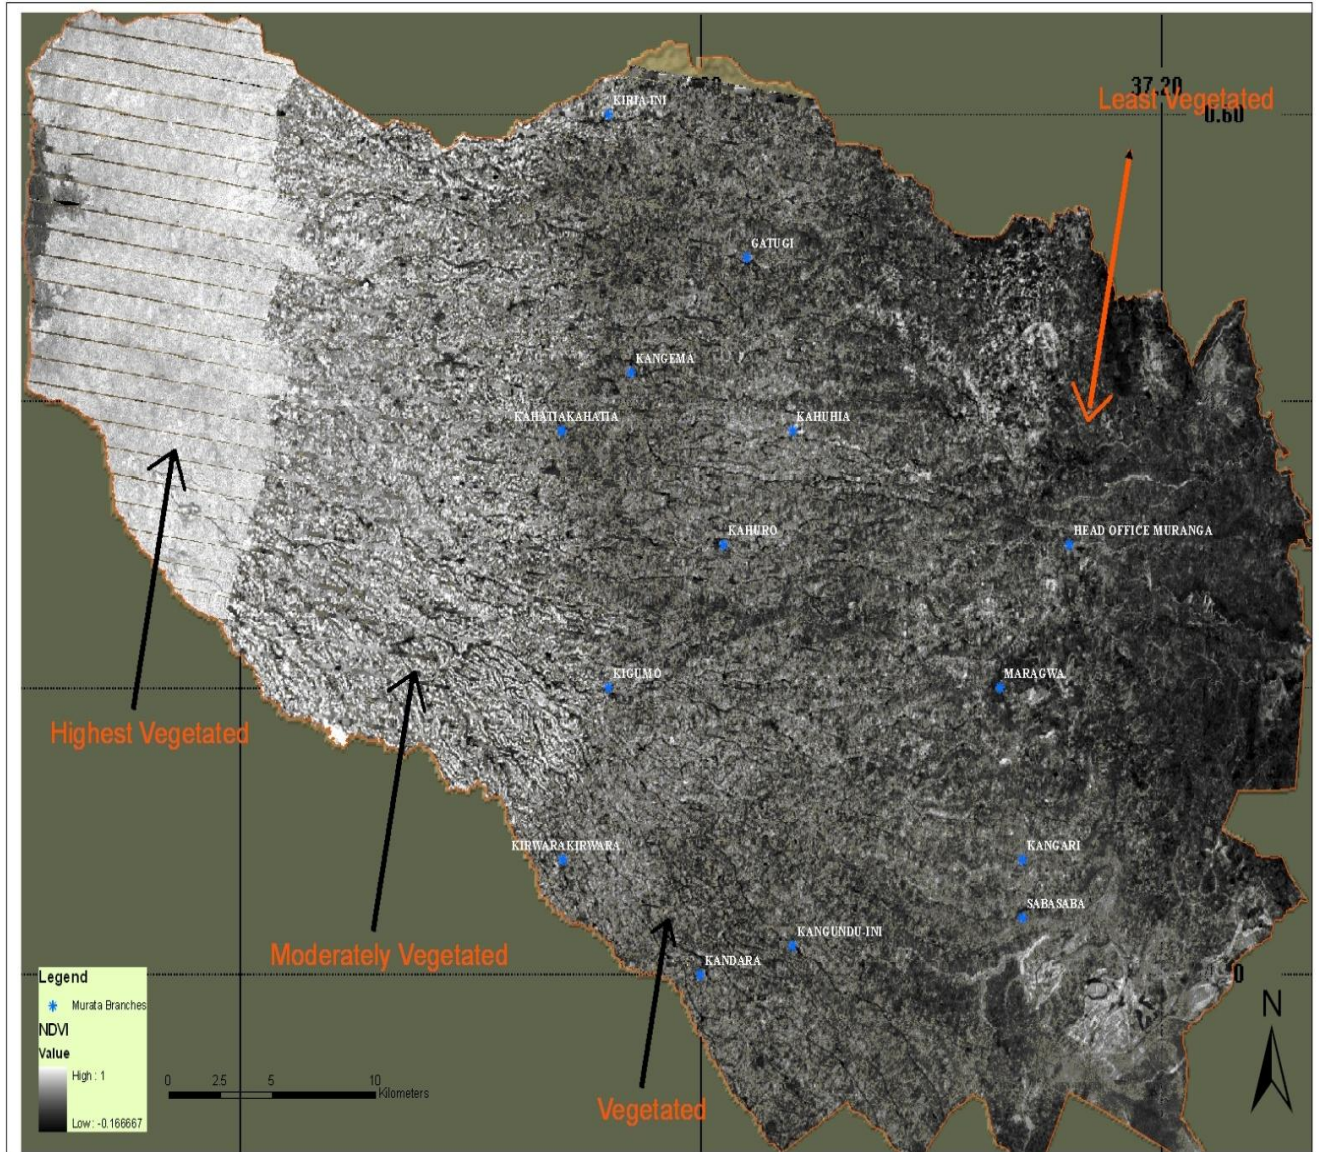 37.20
Least Vegetated
0.60
KIRIA-INI
GATUGI
KANGEMA
KAHATIAKAHATIA
KAHUHIA
KAHURO
HEAD OFFICE MURANGA
KIGUMO
MARAGWA
Highest Vegetated
KIRWARAKIRWARA
KANGARI
SABASABA
KANGUNDU-INI
Moderately Vegetated
KANDARA
Legend
Murata Branches
NDVI
Value
High : 1
Low : -0.166667
0 2.5 5 10
Kilometers
N
Vegetated